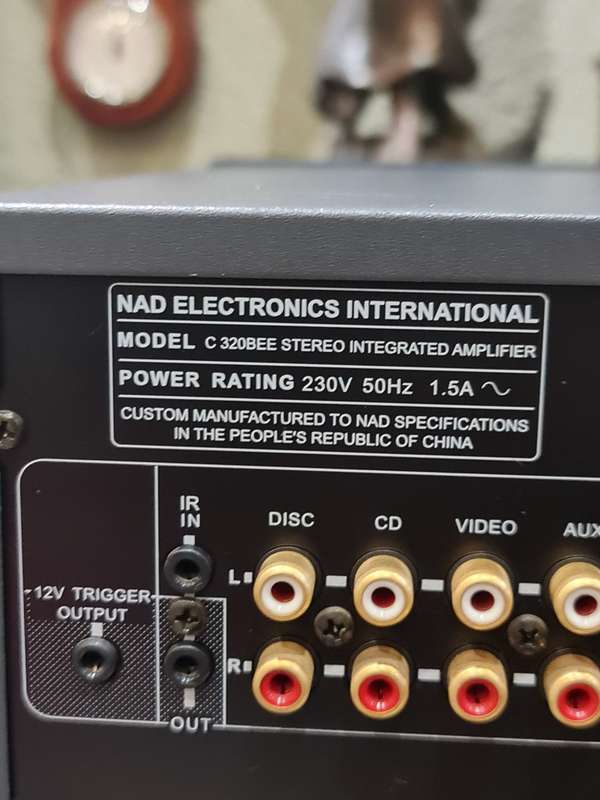 NAD ELECTRONICS INTERNATIONAL
MODEL C 320BEE STEREO INTEGRATED AMPLIFIER
POWER RATING 230V 50Hz 1.5A ~
CUSTOM MANUFACTURED TO NAD SPECIFICATIONS
IN THE PEOPLE'S REPUBLIC OF CHINA
IR
IN
DISC CD VIDEO AUX
L
12V TRIGGER
OUTPUT
R
OUT